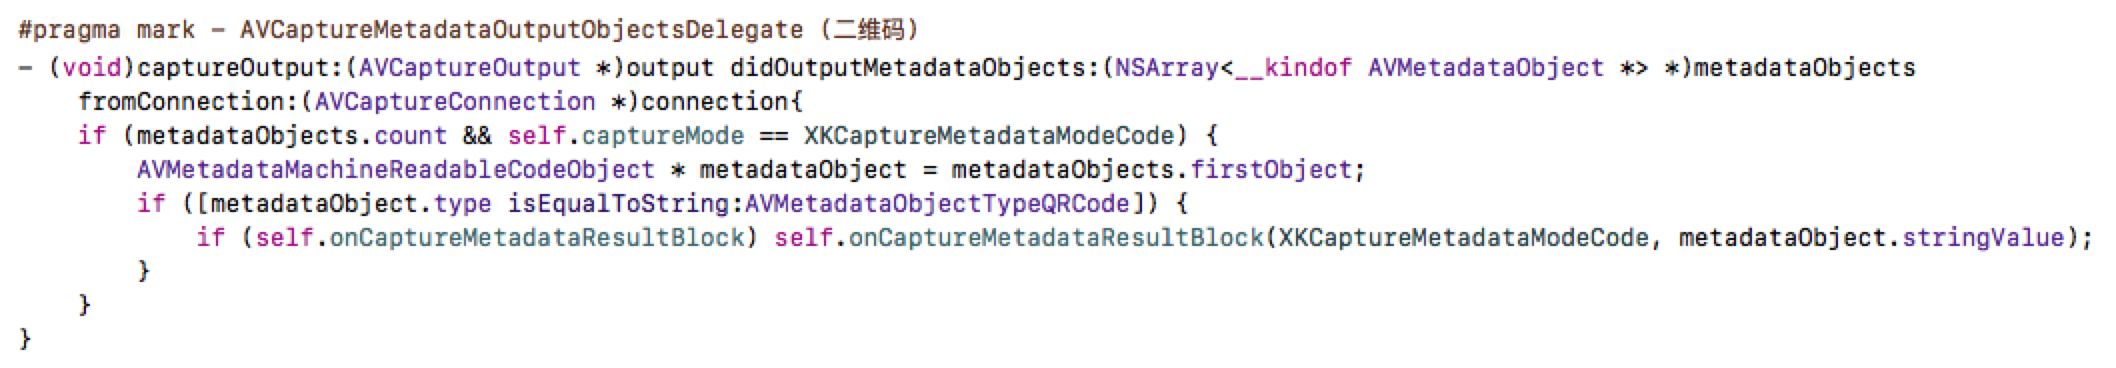 #pragma mark - AVCaptureMetadataOutputObjectsDelegate (二维码)
- (void)captureOutput:(AVCaptureOutput *)output didOutputMetadataObjects:(NSArray<__kindof AVMetadataObject *> *)metadataObjects
    fromConnection:(AVCaptureConnection *)connection{
    if (metadataObjects.count && self.captureMode == XKCaptureMetadataModeCode) {
        AVMetadataMachineReadableCodeObject * metadataObject = metadataObjects.firstObject;
        if ([metadataObject.type isEqualToString:AVMetadataObjectTypeQRCode]) {
            if (self.onCaptureMetadataResultBlock) self.onCaptureMetadataResultBlock(XKCaptureMetadataModeCode, metadataObject.stringValue);
        }
    }
}